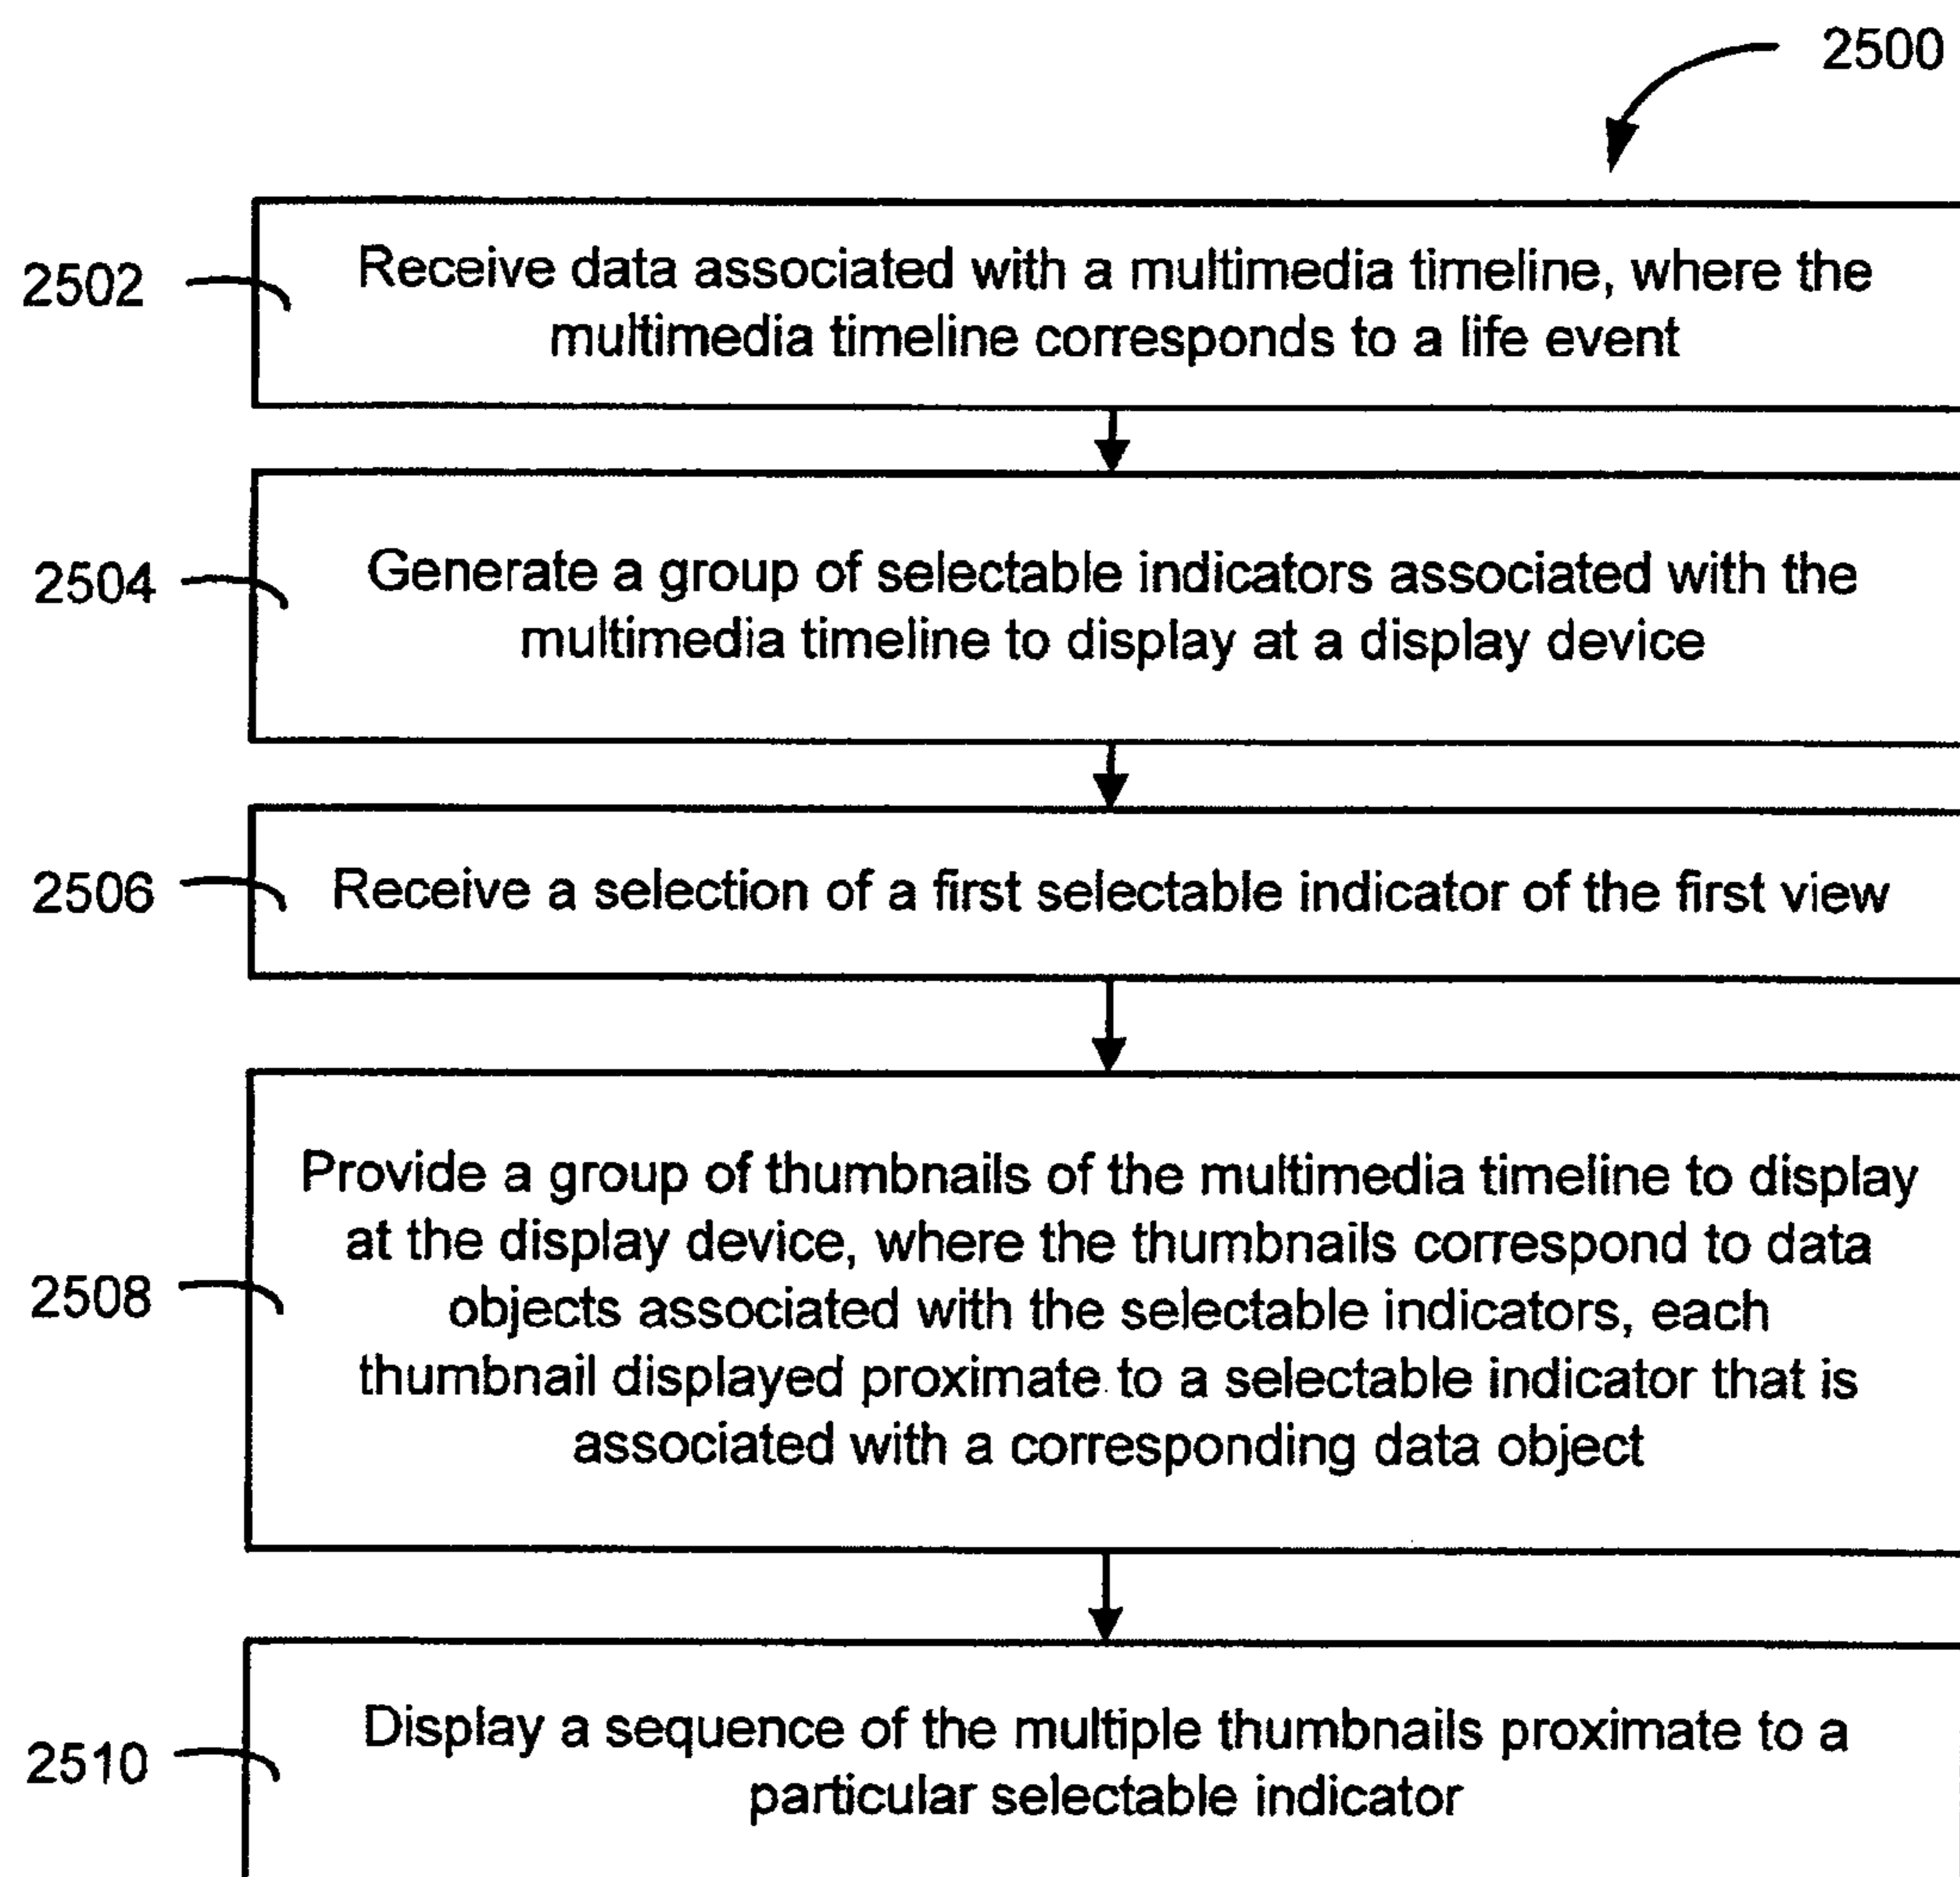 2500
2502
Receive data associated with a multimedia timeline, where the
multimedia timeline corresponds to a life event
2504
Generate a group of selectable indicators associated with the
multimedia timeline to display at a display device
2506
Receive a selection of a first selectable indicator of the first view
2508
Provide a group of thumbnails of the multimedia timeline to display
at the display device, where the thumbnails correspond to data
objects associated with the selectable indicators, each
thumbnail displayed proximate to a selectable indicator that is
associated with a corresponding data object
2510
Display a sequence of the multiple thumbnails proximate to a
particular selectable indicator